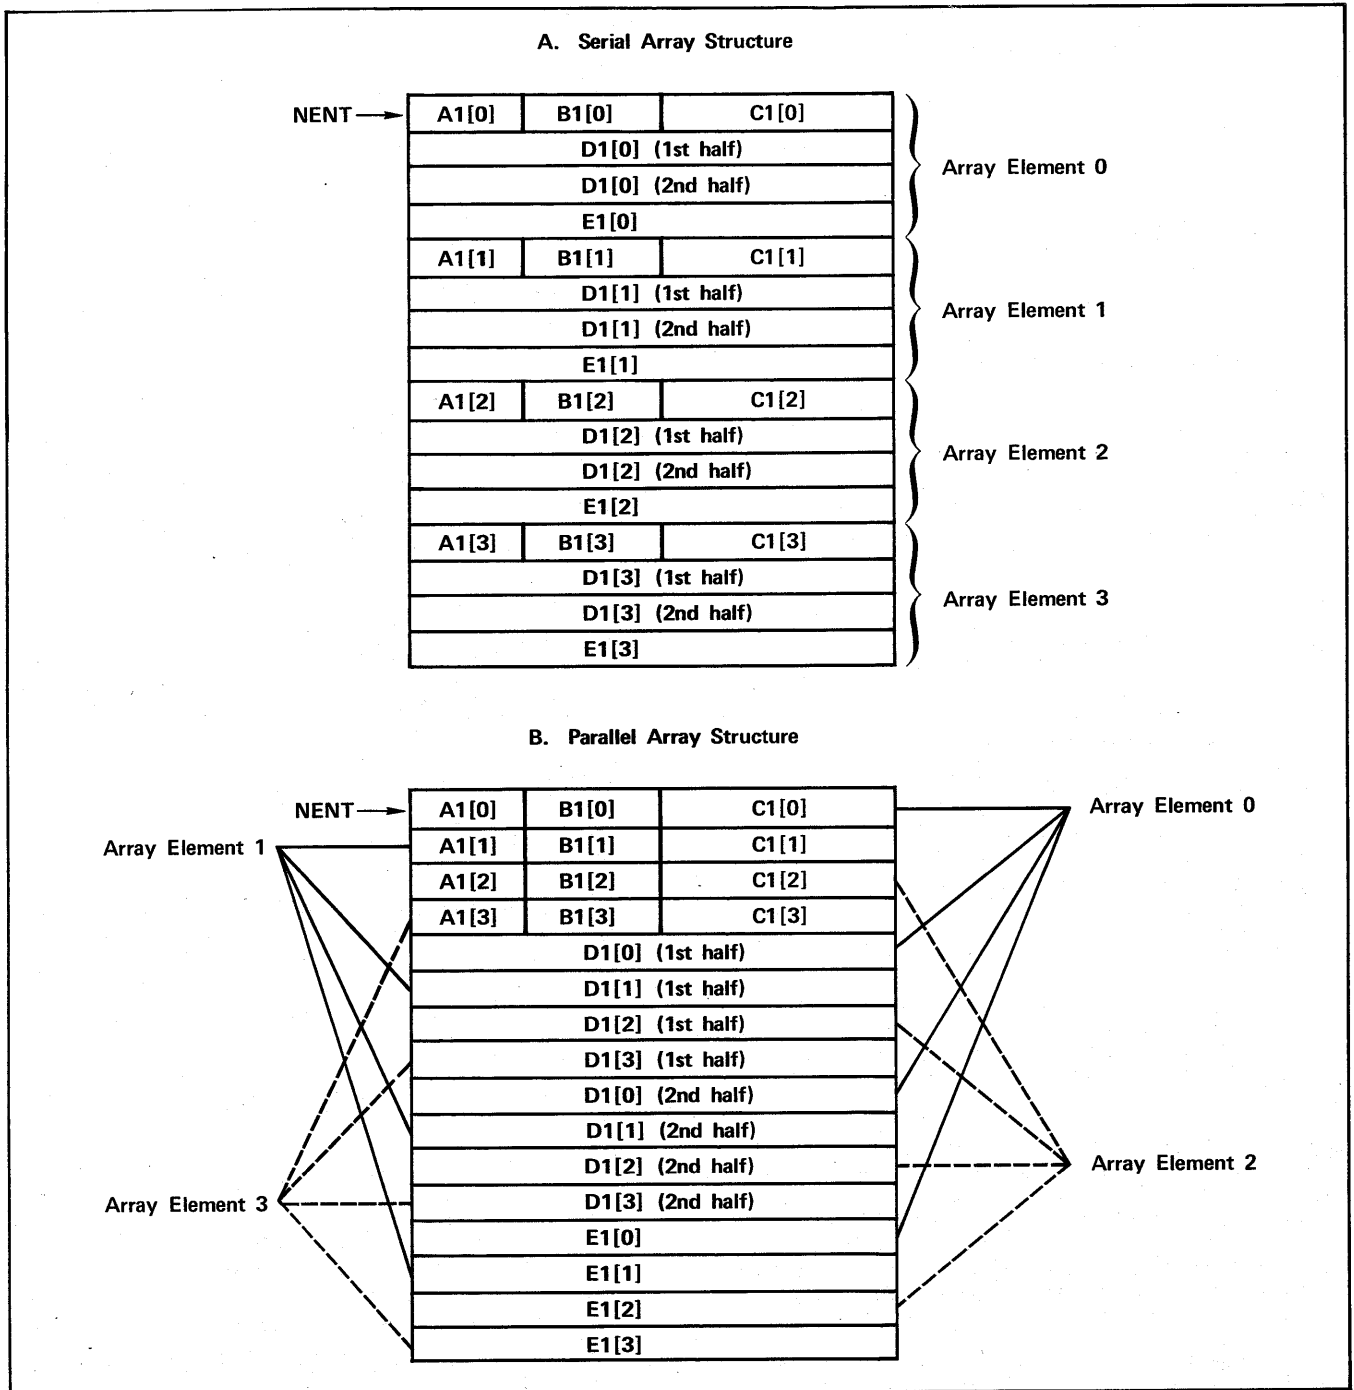 A. Serial Array Structure
NENT A1[0] B1[0] C1[0]
D1[0] (1st half)
Array Element 0
D1[0] (2nd half)
E1[0]
A1[1] B1[1] C1[1]
D1[1] (1st half)
Array Element 1
D1[1] (2nd half)
E1[1]
A1[2] B1[2] C1[2]
D1[2] (1st half)
Array Element 2
D1[2] (2nd half)
E1[2]
A1[3] B1[3] C1[3]
D1[3] (1st half)
Array Element 3
D1[3] (2nd half)
E1[3]
B. Parallel Array Structure
NENT A1[0] B1[0] C1[0] Array Element 0
Array Element 1 A1[1] B1[1] C1[1]
A1[2] B1[2] C1[2]
A1[3] B1[3] C1[3]
D1[0] (1st half)
D1[1] (1st half)
D1[2] (1st half)
D1[3] (1st half)
D1[0] (2nd half)
D1[1] (2nd half)
D1[2] (2nd half) Array Element 2
Array Element 3 D1[3] (2nd half)
E1[0]
E1[1]
E1[2]
E1[3]